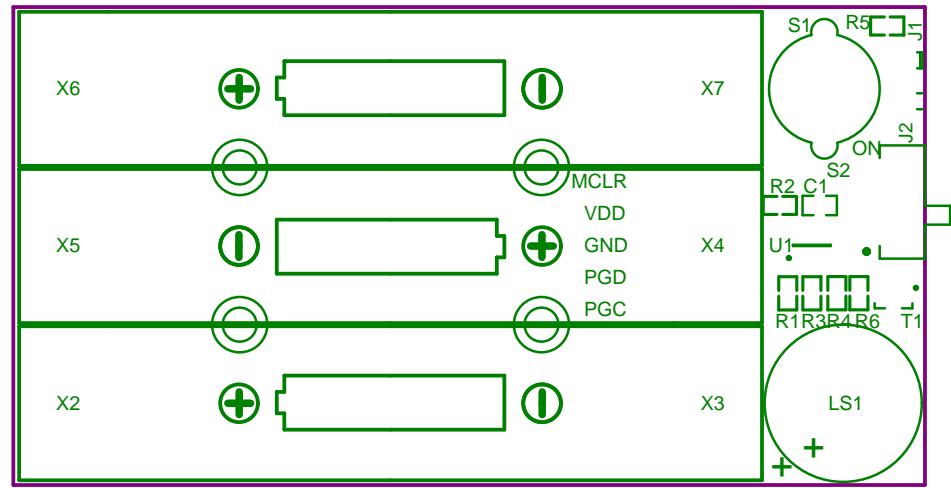 S1 R5 J1
X6 X7
J2
ON
S2
MCLR R2 C1
VDD
X5 GND X4 U1
PGD
PGC R1 R3 R4 R6 T1
X2 X3 LS1